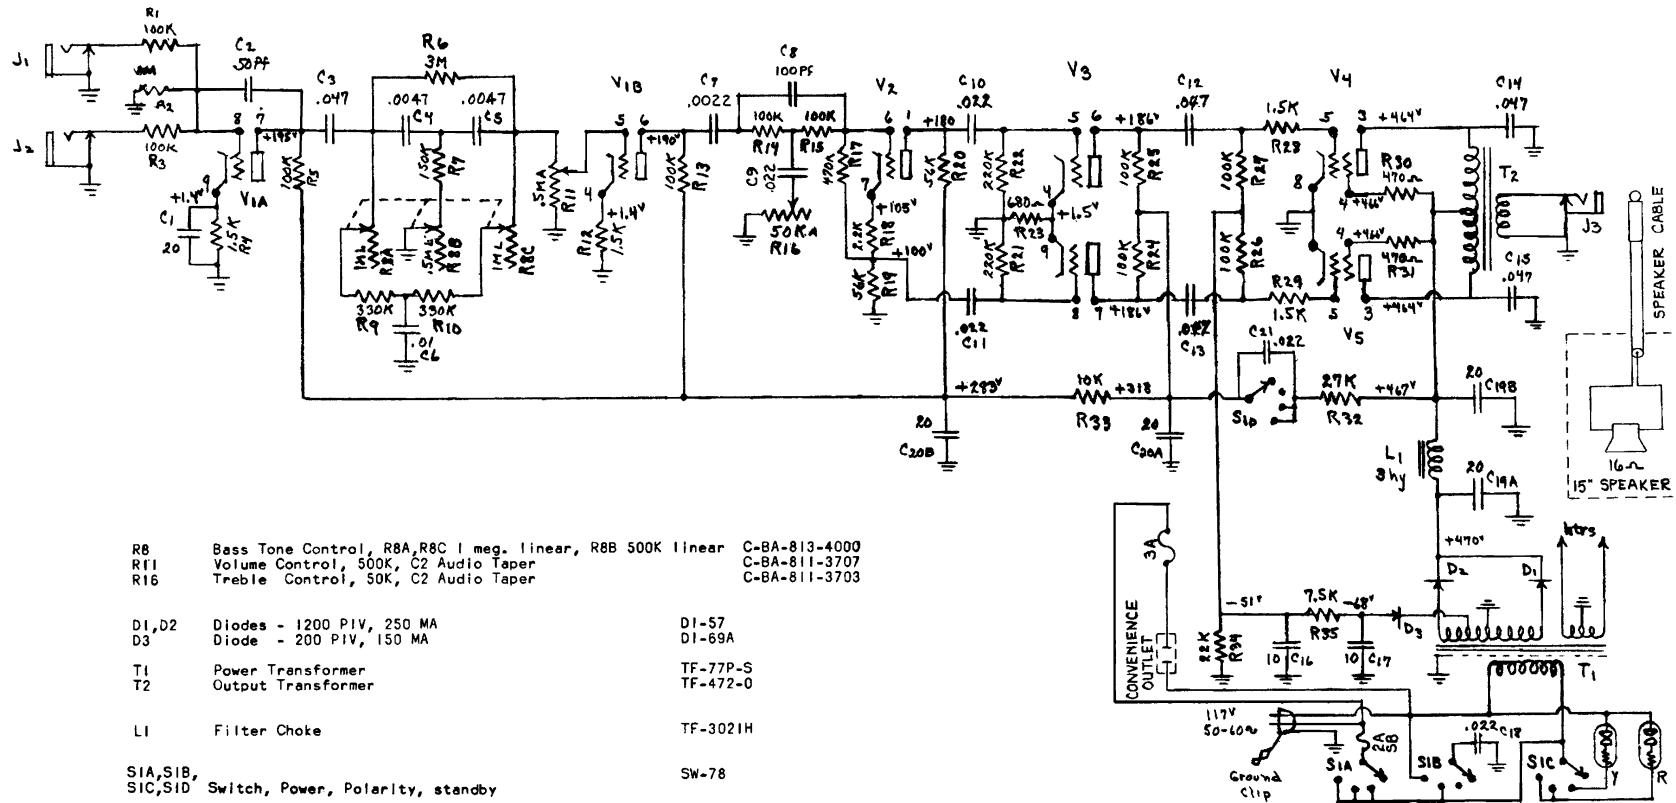 R1
100K
J1
C2
50Pf
R2
J2
100K
R3
8
7
+195V
9
+1.4V
V1A
C1
20
1.5K
R4
100K
R5
C3
.047
R6
3M
.0047
C4
.0047
C5
150K
R7
1ML
R8A
.5ML
R8B
1ML
R8C
330K
R9
330K
R10
.01
C6
V1B
5
6
+190V
.5MA
R11
4
+1.4V
R12
1.5K
100K
R13
C7
.0022
C8
100Pf
100K
R14
100K
R15
C9
.022
50KA
R16
V2
6
1
+180
470K
R17
7
+105V
2.2K
R18
+100V
56K
R19
56K
R20
C10
.022
220K
R22
680Ω
R23
220K
R21
.022
C11
V3
5
6
4
+1.5V
9
8
7
+186V
+186V
100K
R25
100K
R24
C12
.047
C13
100K
R27
100K
R26
1.5K
R28
R29
1.5K
V4
5
3
+464V
8
4
+466V
R30
470Ω
4
+466V
470Ω
R31
5
3
+464V
V5
C14
.047
T2
J3
C15
.047
SPEAKER CABLE
16Ω
15" SPEAKER
+283V
10K
R33
+318
C21
.022
S1D
27K
R32
+467V
20
C19B
20
C20B
20
C20A
L1
3hy
20
C19A
+470V
htrs
D2
D1
3A
CONVENIENCE
OUTLET
-51V
7.5K
R35
-68V
D3
22K
R34
10
C16
10
C17
T1
117V
50-60~
Ground
Clip
2A
SB
S1A
S1B
.022
C18
S1C
Y
R
R8 Bass Tone Control, R8A,R8C 1 meg. linear, R8B 500K linear C-BA-813-4000
R11 Volume Control, 500K, C2 Audio Taper C-BA-811-3707
R16 Treble Control, 50K, C2 Audio Taper C-BA-811-3703
D1,D2 Diodes - 1200 PIV, 250 MA DI-57
D3 Diode - 200 PIV, 150 MA DI-69A
T1 Power Transformer TF-77P-S
T2 Output Transformer TF-472-O
L1 Filter Choke TF-3021H
S1A,S1B,
S1C,S1D Switch, Power, Polarity, standby SW-78